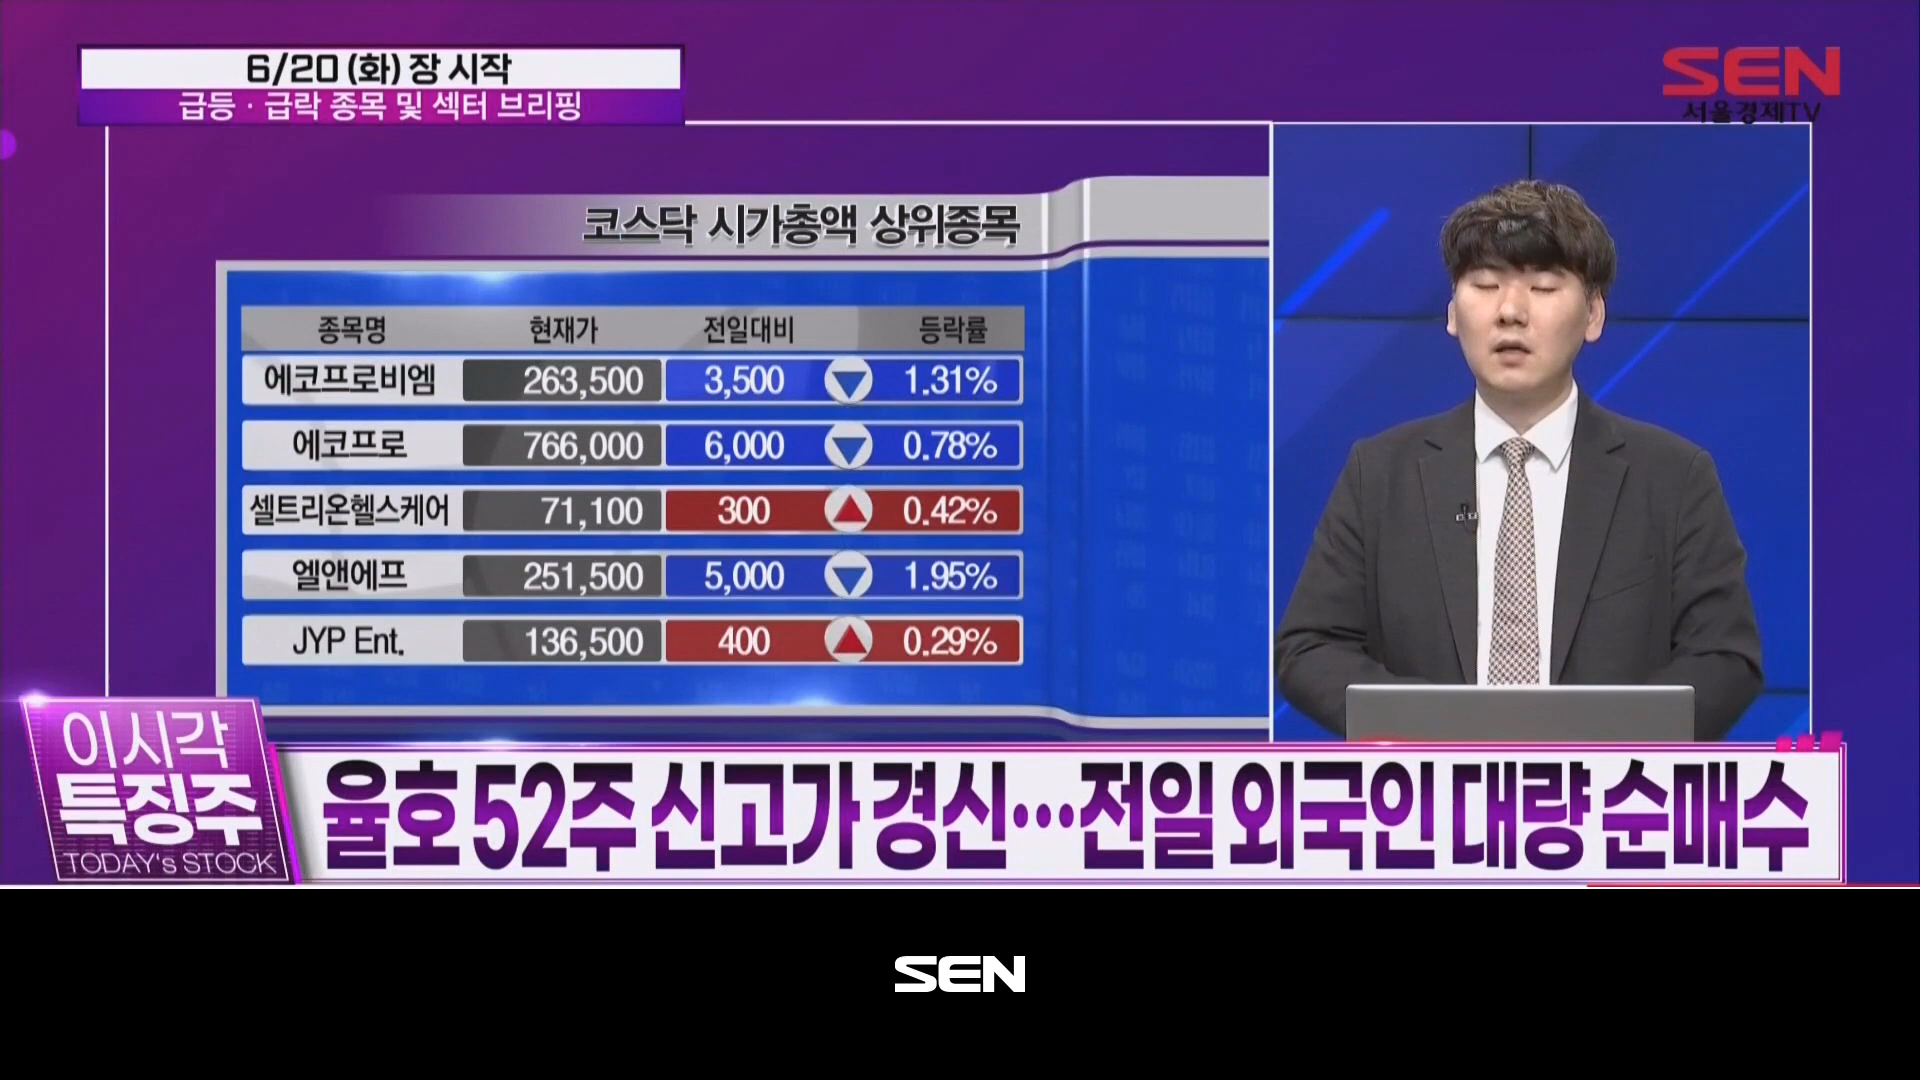 6/20 (화) 장 시작
급등 · 급락 종목 및 섹터 브리핑
SEN
서울경제TV
코스닥 시가총액 상위종목
종목명 현재가 전일대비 등락률
에코프로비엠 263,500 3,500 ▼ 1.31%
에코프로 766,000 6,000 ▼ 0.78%
셀트리온헬스케어 71,100 300 ▲ 0.42%
엘앤에프 251,500 5,000 ▼ 1.95%
JYP Ent. 136,500 400 ▲ 0.29%
이시각
특징주
TODAY's STOCK
율호 52주 신고가 경신…전일 외국인 대량 순매수
SEN